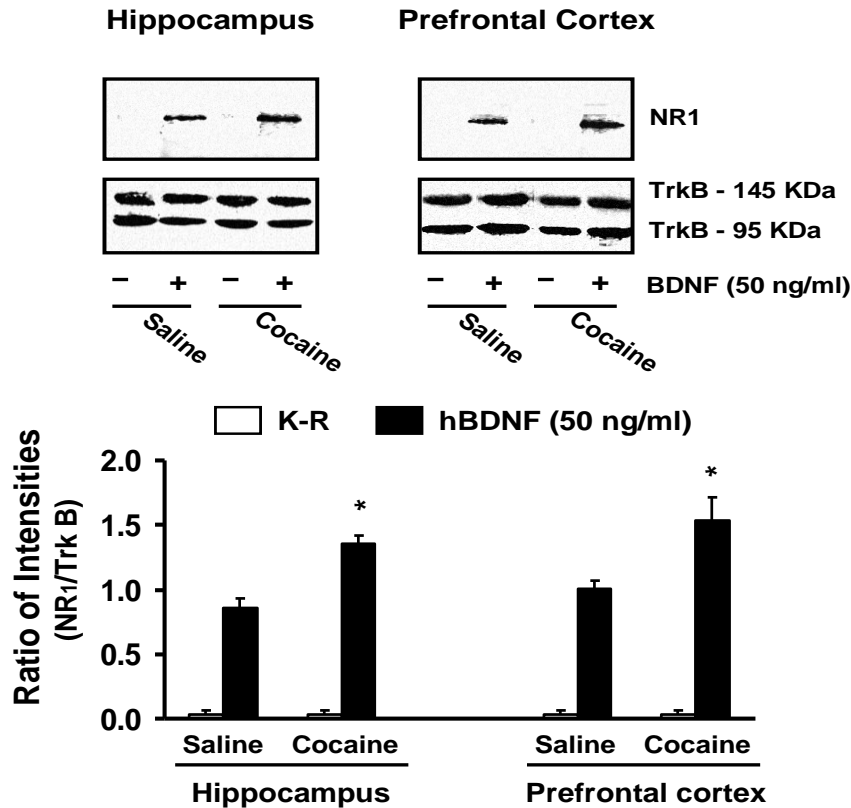 Hippocampus Prefrontal Cortex
NR1
TrkB - 145 KDa
TrkB - 95 KDa
− + − + − + − + BDNF (50 ng/ml)
Saline Cocaine Saline Cocaine
K-R hBDNF (50 ng/ml)
Ratio of Intensities
(NR1/Trk B)
2.0
1.5
1.0
0.5
0.0
* *
Saline Cocaine Saline Cocaine
Hippocampus Prefrontal cortex